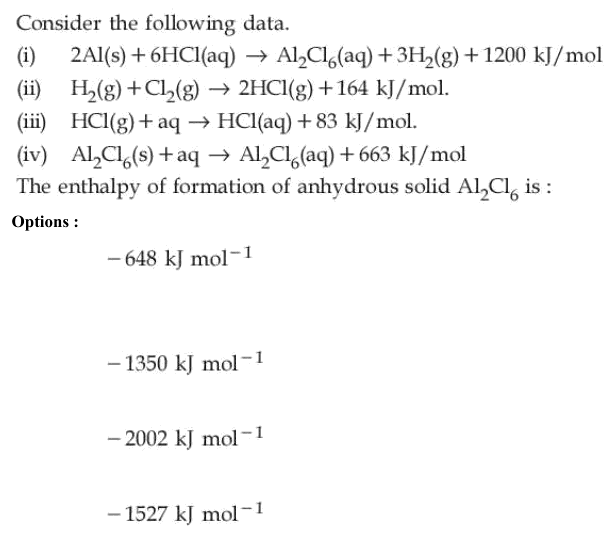 Consider the following data.
(i) 2Al(s) + 6HCl(aq) → Al₂Cl₆(aq) + 3H₂(g) + 1200 kJ/mol
(ii) H₂(g) + Cl₂(g) → 2HCl(g) + 164 kJ/mol.
(iii) HCl(g) + aq → HCl(aq) + 83 kJ/mol.
(iv) Al₂Cl₆(s) + aq → Al₂Cl₆(aq) + 663 kJ/mol
The enthalpy of formation of anhydrous solid Al₂Cl₆ is :
Options :
− 648 kJ mol⁻¹
− 1350 kJ mol⁻¹
− 2002 kJ mol⁻¹
− 1527 kJ mol⁻¹